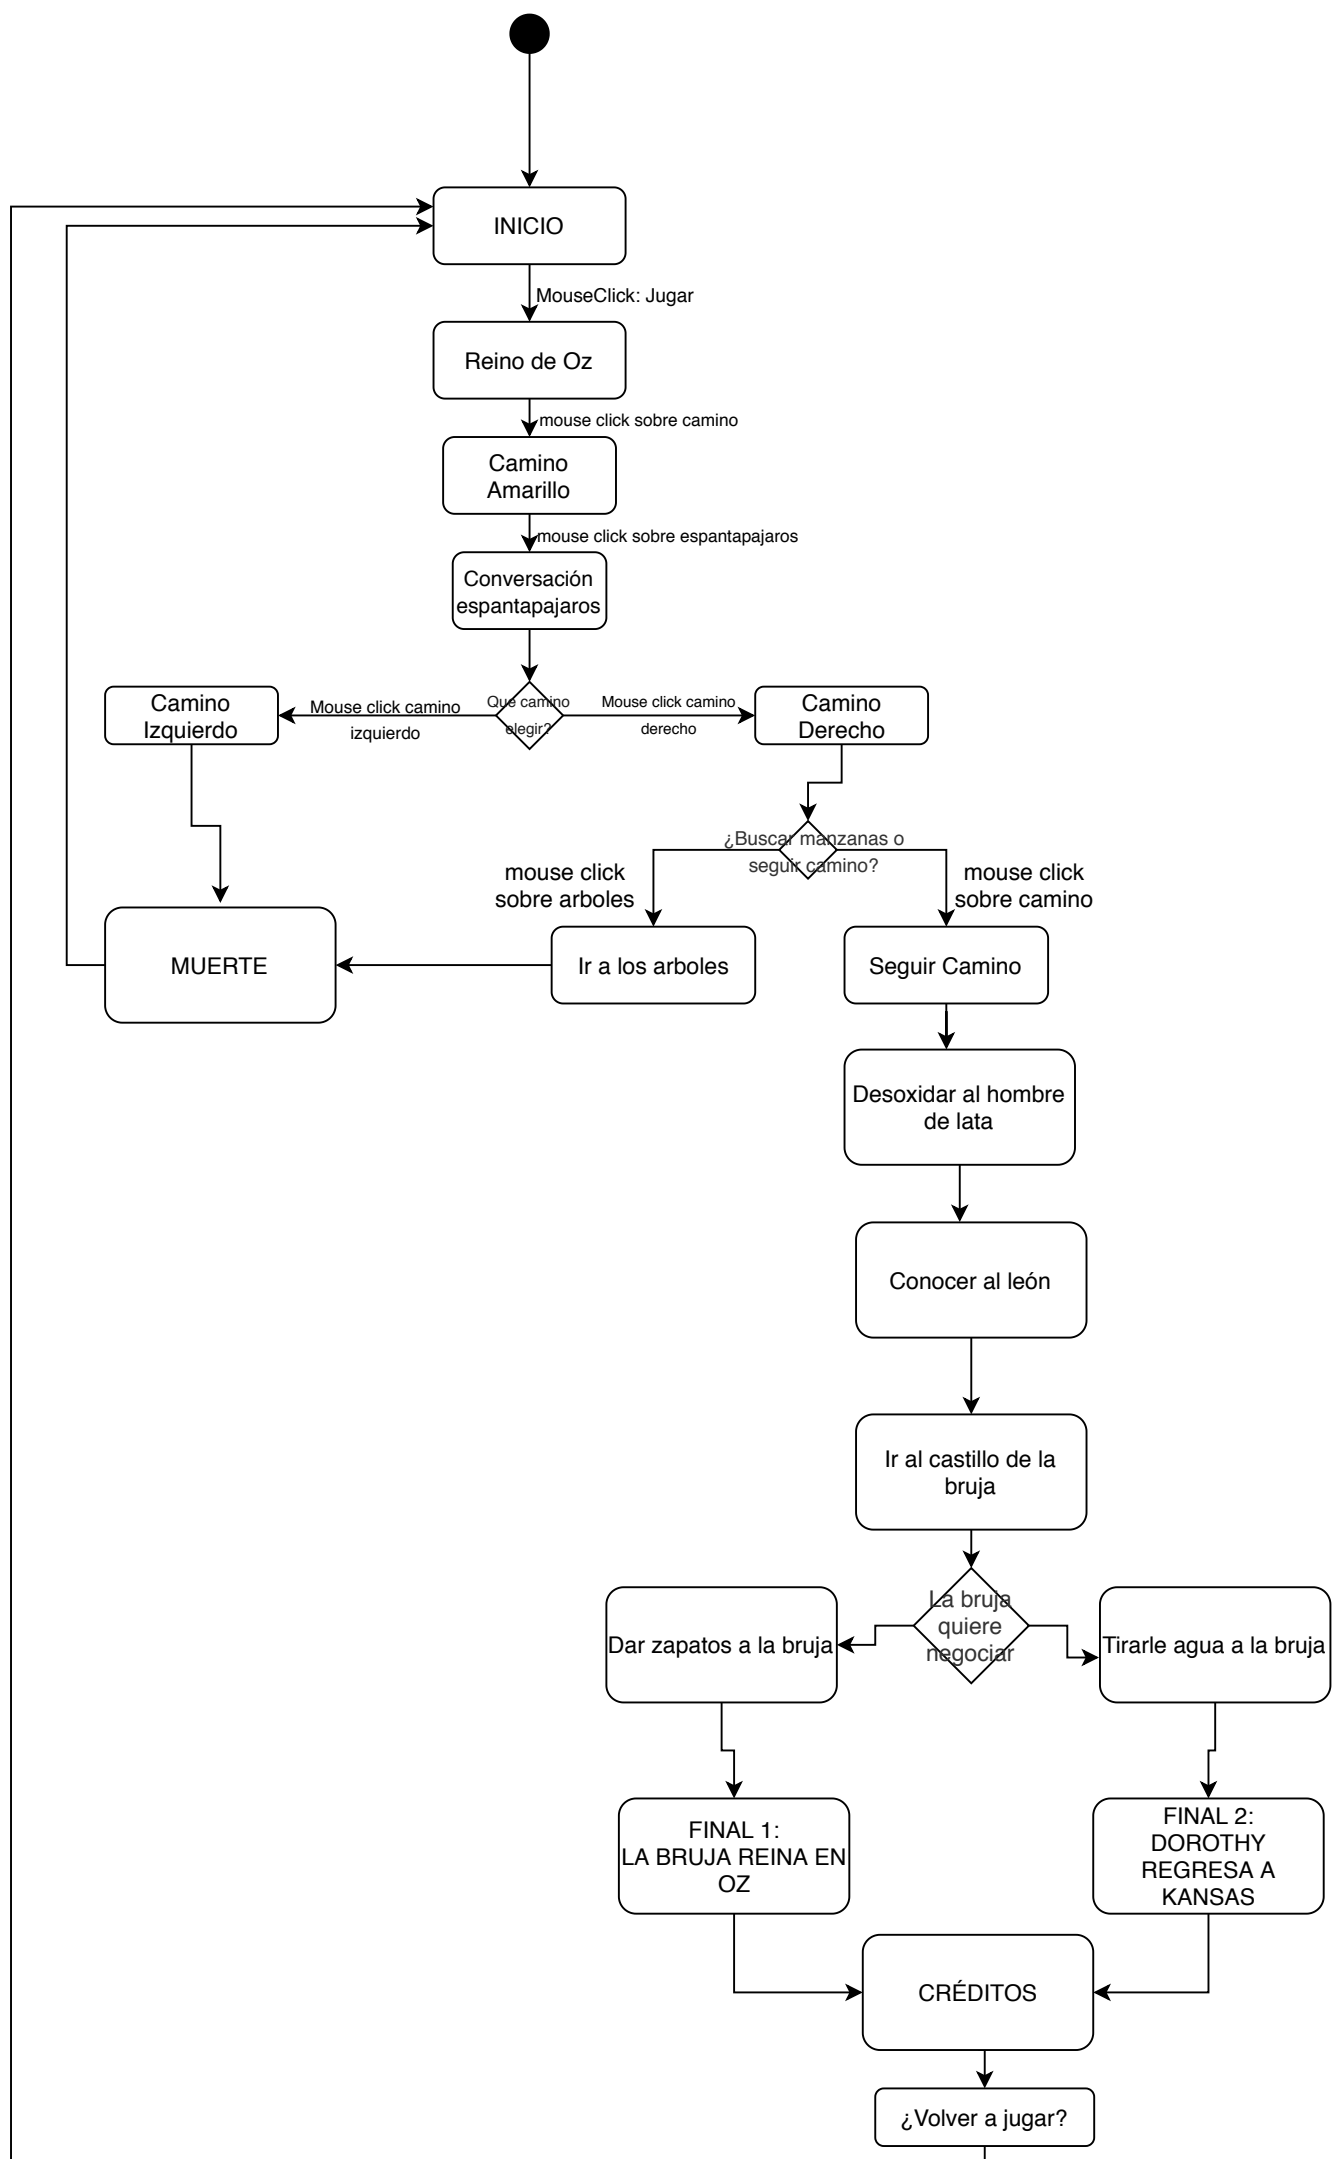 INICIO
MouseClick: Jugar
Reino de Oz
mouse click sobre camino
Camino
Amarillo
mouse click sobre espantapajaros
Conversación
espantapajaros
Camino
Izquierdo
Mouse click camino
izquierdo
Que camino
elegir?
Mouse click camino
derecho
Camino
Derecho
¿Buscar manzanas o
seguir camino?
mouse click
sobre arboles
mouse click
sobre camino
MUERTE
Ir a los arboles
Seguir Camino
Desoxidar al hombre
de lata
Conocer al león
Ir al castillo de la
bruja
La bruja
quiere
negociar
Dar zapatos a la bruja
Tirarle agua a la bruja
FINAL 1:
LA BRUJA REINA EN
OZ
FINAL 2:
DOROTHY
REGRESA A
KANSAS
CRÉDITOS
¿Volver a jugar?